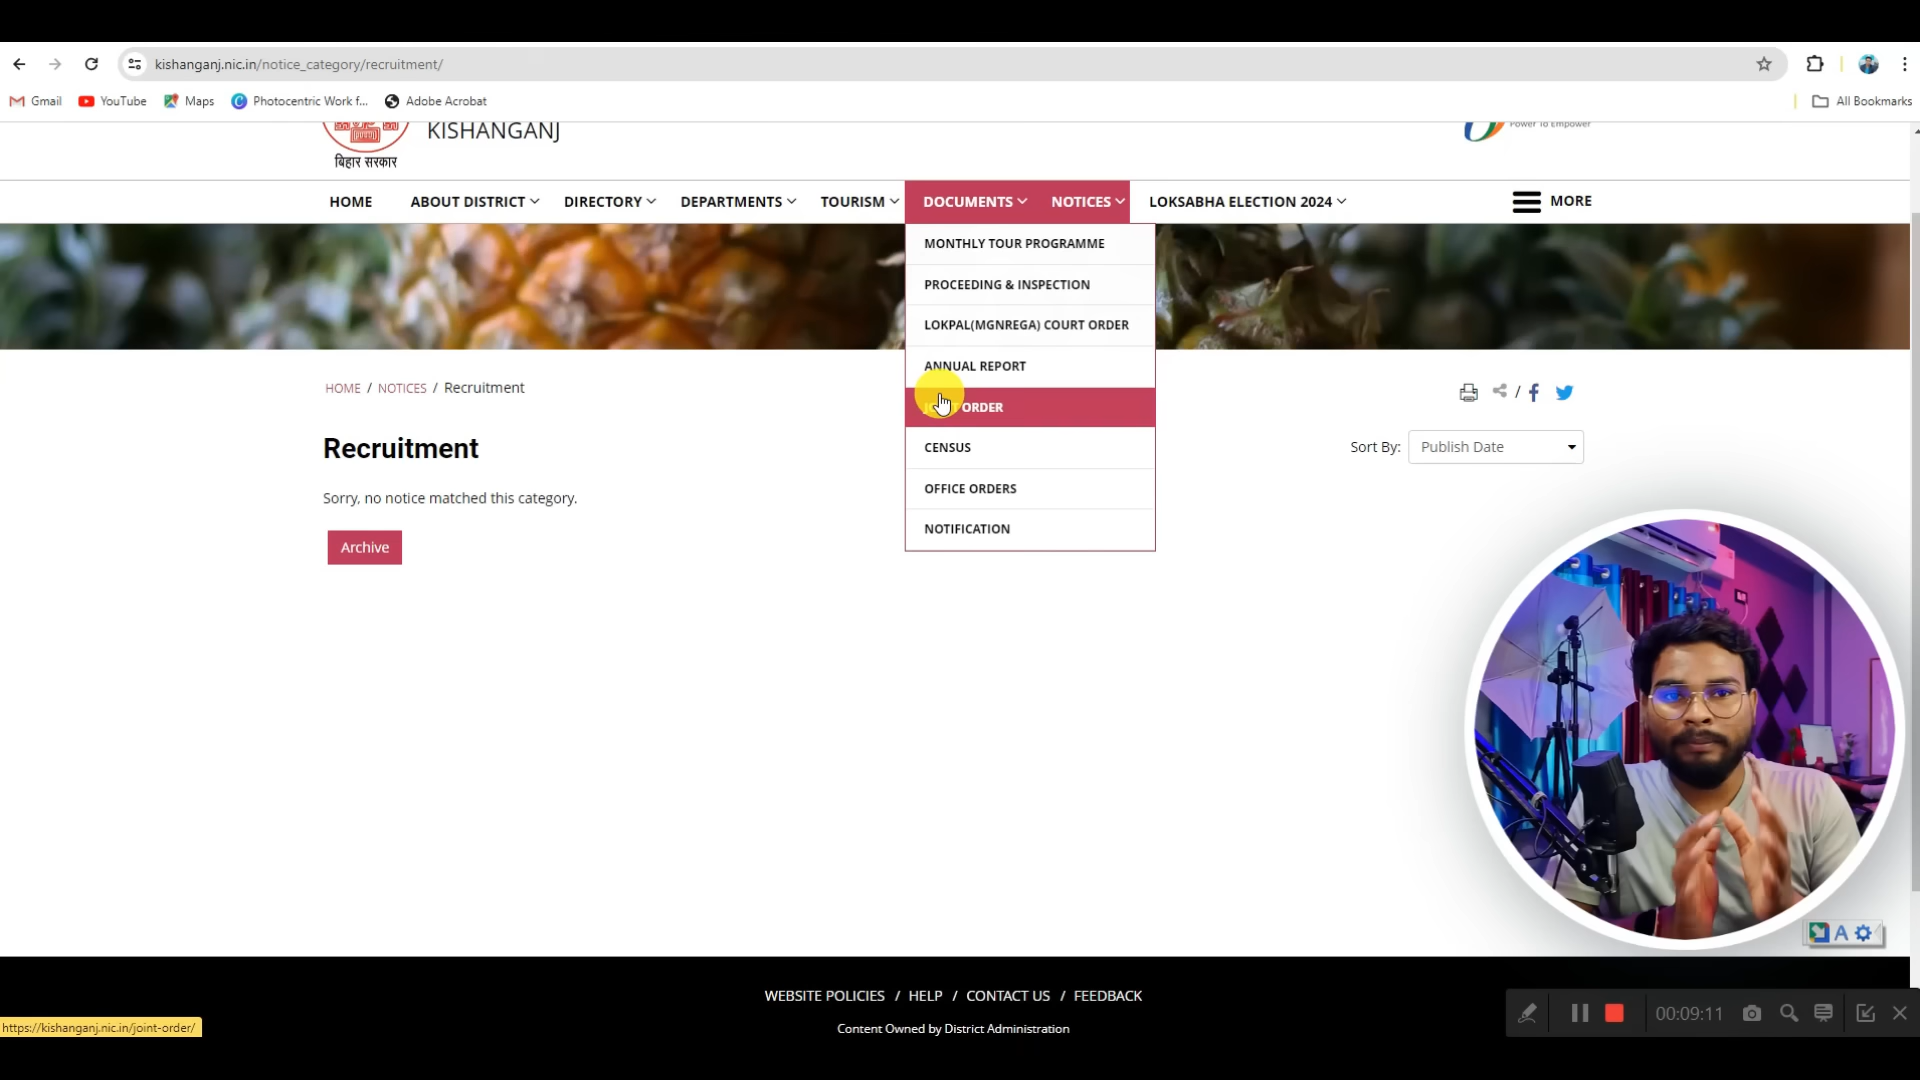 kishanganj.nic.in/notice_category/recruitment/
Gmail YouTube Maps Photocentric Work f... Adobe Acrobat All Bookmarks
KISHANGANJ
बिहार सरकार
Power To Empower
HOME ABOUT DISTRICT DIRECTORY DEPARTMENTS TOURISM DOCUMENTS NOTICES LOKSABHA ELECTION 2024 MORE
MONTHLY TOUR PROGRAMME
PROCEEDING & INSPECTION
LOKPAL(MGNREGA) COURT ORDER
ANNUAL REPORT
JOINT ORDER
CENSUS
OFFICE ORDERS
NOTIFICATION
HOME / NOTICES / Recruitment
Recruitment
Sort By: Publish Date
Sorry, no notice matched this category.
Archive
A
WEBSITE POLICIES / HELP / CONTACT US / FEEDBACK
Content Owned by District Administration
https://kishanganj.nic.in/joint-order/
00:09:11